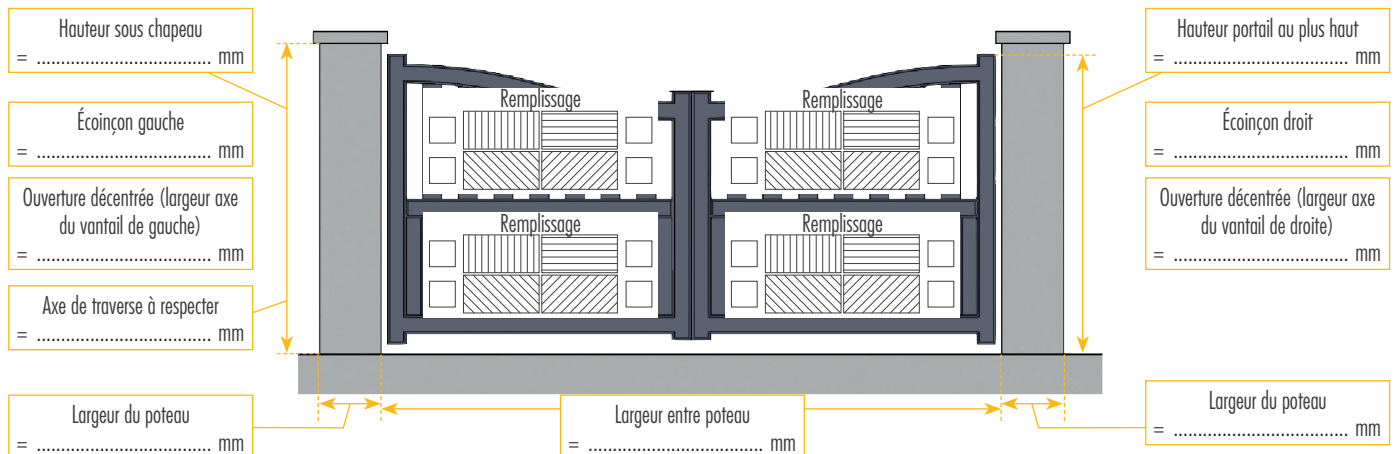 Hauteur sous chapeau
= .................................... mm
Écoinçon gauche
= .................................... mm
Ouverture décentrée (largeur axe
du vantail de gauche)
= .................................... mm
Axe de traverse à respecter
= .................................... mm
Largeur du poteau
= .................................... mm
Remplissage
Remplissage
Remplissage
Remplissage
Largeur entre poteau
= .................................... mm
Hauteur portail au plus haut
= .................................... mm
Écoinçon droit
= .................................... mm
Ouverture décentrée (largeur axe
du vantail de droite)
= .................................... mm
Largeur du poteau
= .................................... mm